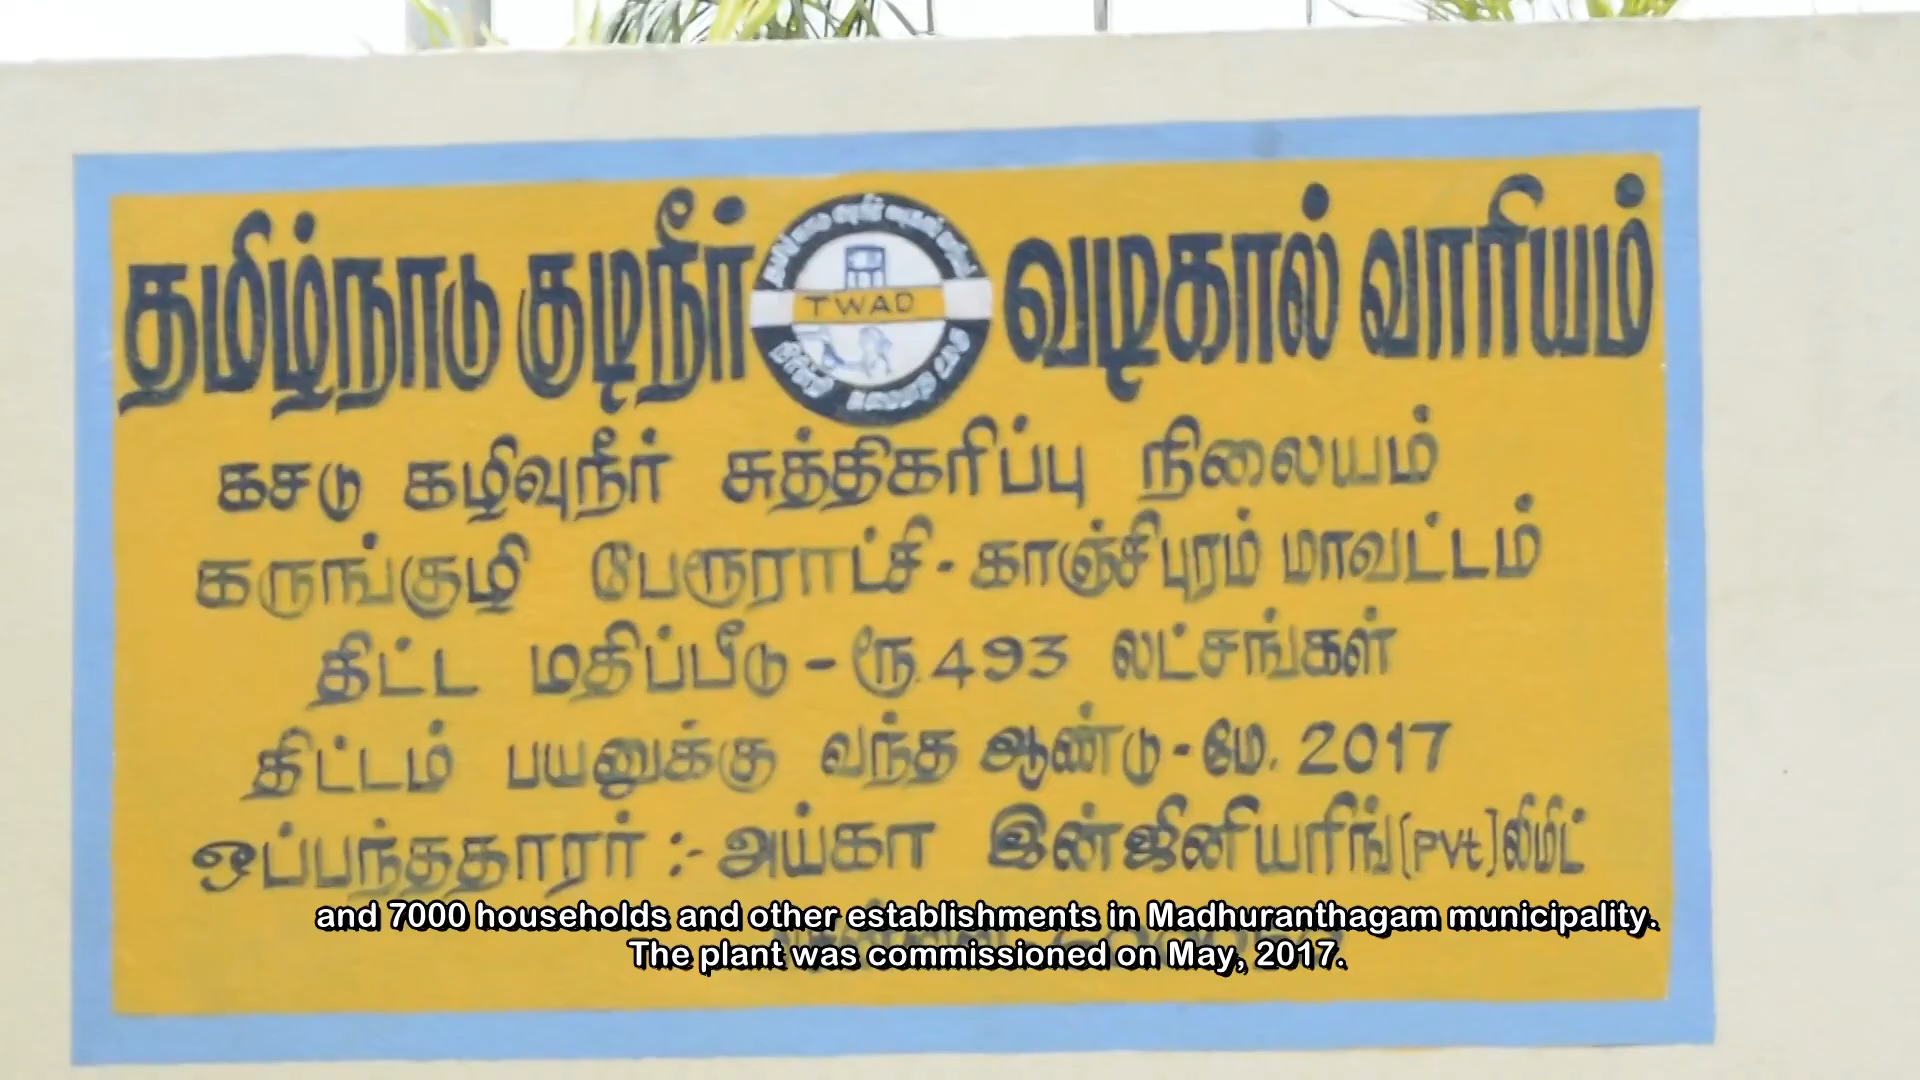 தமிழ்நாடு குடிநீர் TWAD வடிகால் வாரியம்
கசடு கழிவுநீர் சுத்திகரிப்பு நிலையம்
கருங்குழி பேரூராட்சி - காஞ்சிபுரம் மாவட்டம்
திட்ட மதிப்பீடு - ரூ. 493 லட்சங்கள்
திட்டம் பயனுக்கு வந்த ஆண்டு - மே. 2017
ஒப்பந்ததாரர் :- அய்கா இன்ஜினியரிங் [Pvt] லிமிட்
and 7000 households and other establishments in Madhuranthagam municipality.
The plant was commissioned on May, 2017.